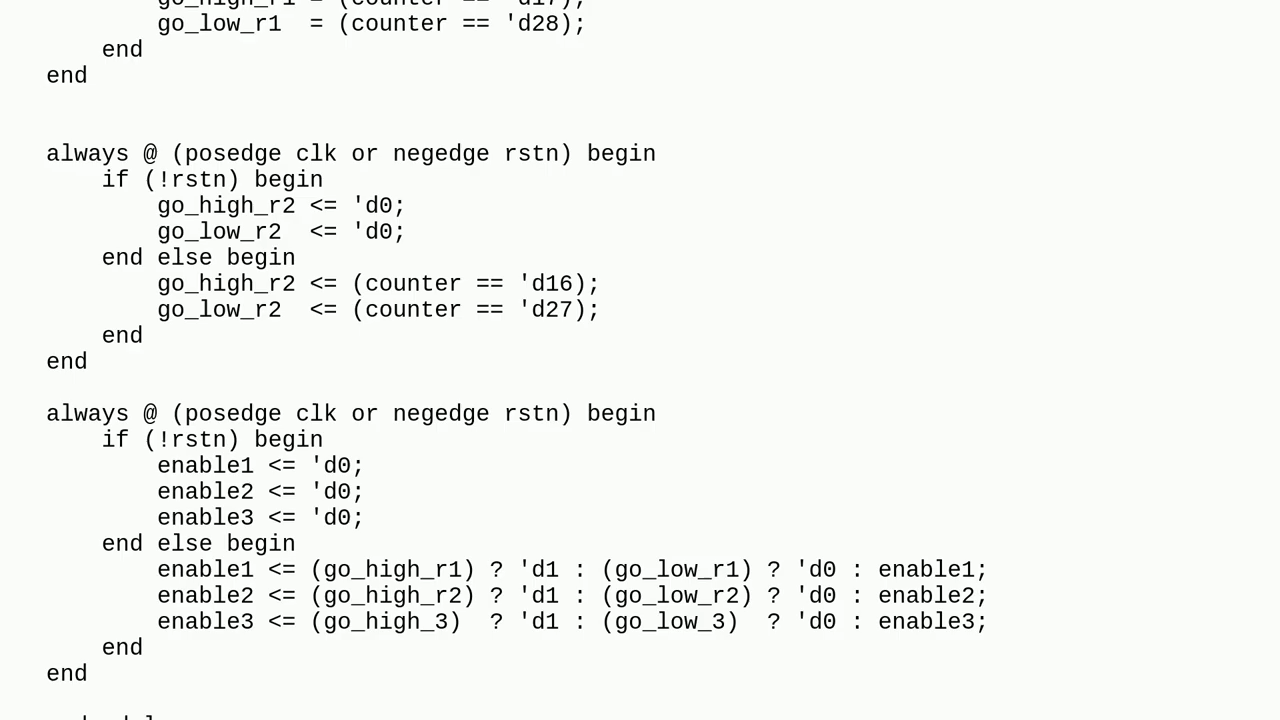 go_high_r1 = (counter == 'd17);
go_low_r1  = (counter == 'd28);
end
end
always @ (posedge clk or negedge rstn) begin
if (!rstn) begin
go_high_r2 <= 'd0;
go_low_r2  <= 'd0;
end else begin
go_high_r2 <= (counter == 'd16);
go_low_r2  <= (counter == 'd27);
end
end
always @ (posedge clk or negedge rstn) begin
if (!rstn) begin
enable1 <= 'd0;
enable2 <= 'd0;
enable3 <= 'd0;
end else begin
enable1 <= (go_high_r1) ? 'd1 : (go_low_r1) ? 'd0 : enable1;
enable2 <= (go_high_r2) ? 'd1 : (go_low_r2) ? 'd0 : enable2;
enable3 <= (go_high_3)  ? 'd1 : (go_low_3)  ? 'd0 : enable3;
end
end